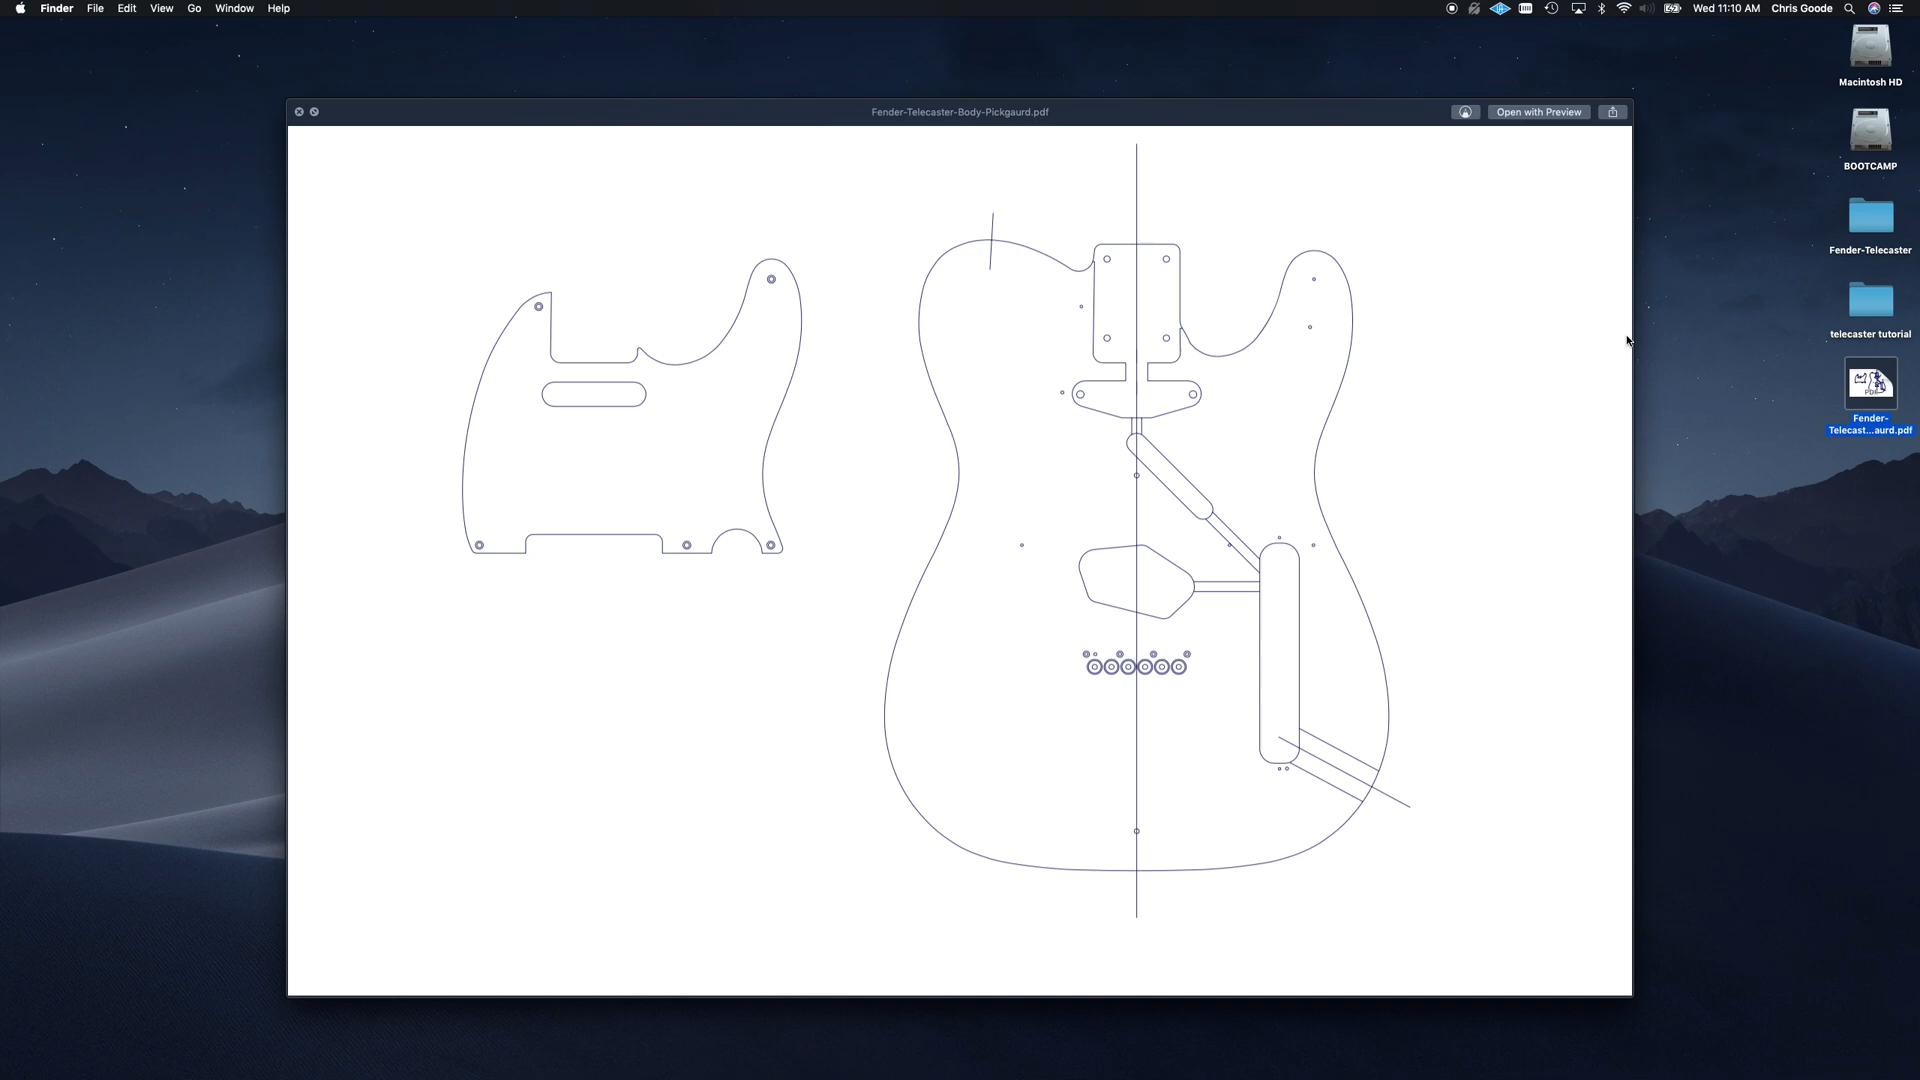 Finder File Edit View Go Window Help Wed 11:10 AM Chris Goode
Macintosh HD
Fender-Telecaster-Body-Pickgaurd.pdf Open with Preview
BOOTCAMP
Fender-Telecaster
telecaster tutorial
PDF
Fender-
Telecast...aurd.pdf